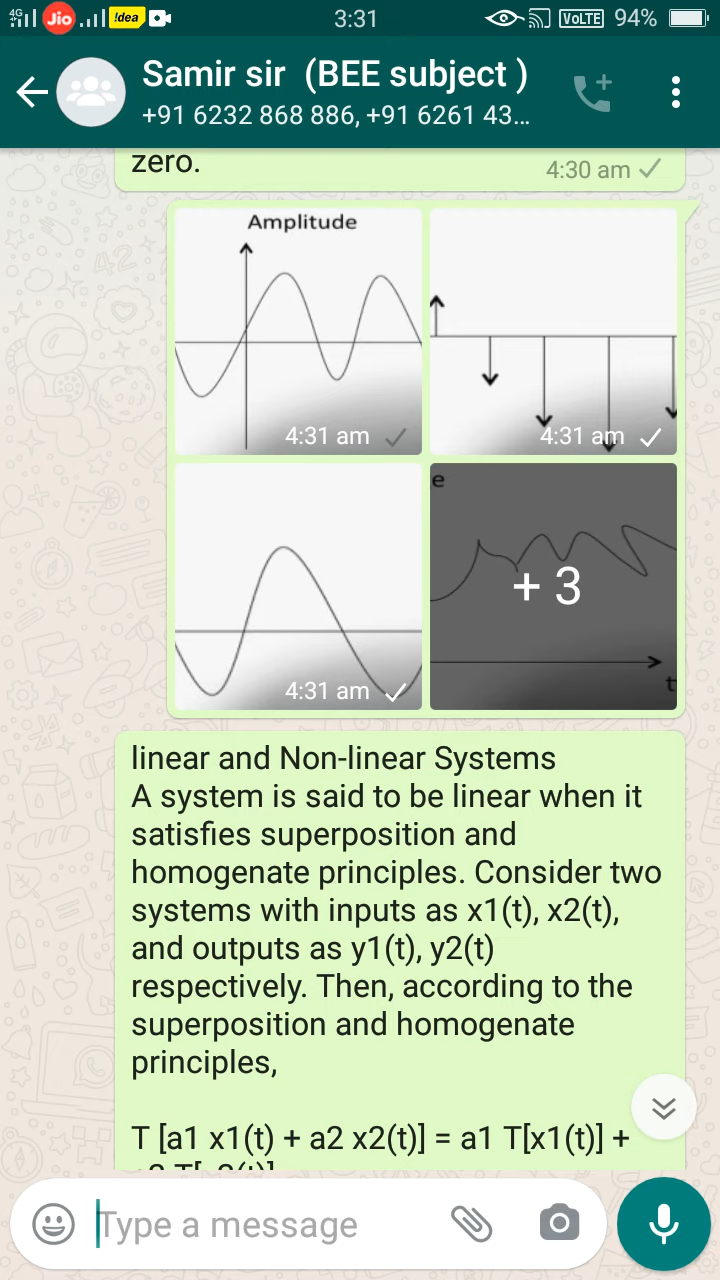 4G
Jio
!dea
3:31
VoLTE
94%
Samir sir (BEE subject )
+91 6232 868 886, +91 6261 43...
zero.
4:30 am
Amplitude
4:31 am
4:31 am
4:31 am
e
+ 3
t
linear and Non-linear Systems
A system is said to be linear when it
satisfies superposition and
homogenate principles. Consider two
systems with inputs as x1(t), x2(t),
and outputs as y1(t), y2(t)
respectively. Then, according to the
superposition and homogenate
principles,
T [a1 x1(t) + a2 x2(t)] = a1 T[x1(t)] +
Type a message